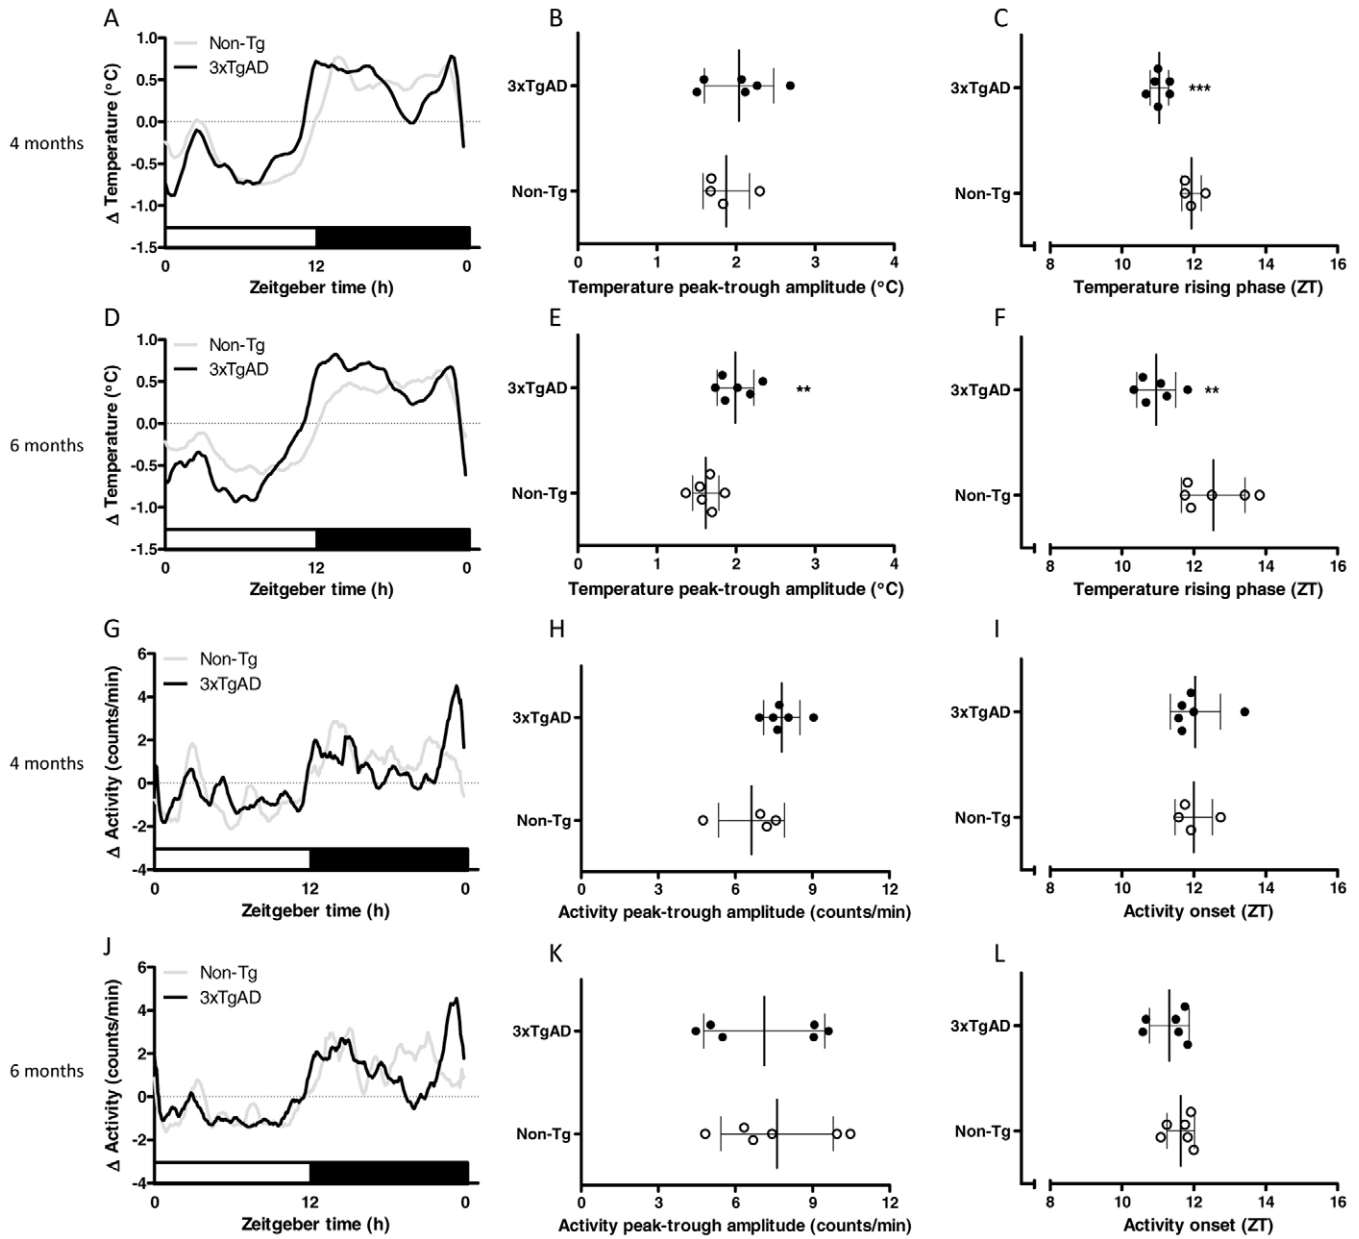 A
B
C
1.0
0.5
0.0
-0.5
-1.0
-1.5
Δ Temperature (°C)
Non-Tg
3xTgAD
4 months
0
12
0
Zeitgeber time (h)
3xTgAD
Non-Tg
0
1
2
3
4
Temperature peak-trough amplitude (°C)
3xTgAD
***
Non-Tg
8
10
12
14
16
Temperature rising phase (ZT)
D
E
F
1.0
0.5
0.0
-0.5
-1.0
-1.5
Δ Temperature (°C)
Non-Tg
3xTgAD
6 months
0
12
0
Zeitgeber time (h)
3xTgAD
**
Non-Tg
0
1
2
3
4
Temperature peak-trough amplitude (°C)
3xTgAD
**
Non-Tg
8
10
12
14
16
Temperature rising phase (ZT)
G
H
I
6
4
2
0
-2
-4
Δ Activity (counts/min)
Non-Tg
3xTgAD
4 months
0
12
0
Zeitgeber time (h)
3xTgAD
Non-Tg
0
3
6
9
12
Activity peak-trough amplitude (counts/min)
3xTgAD
Non-Tg
8
10
12
14
16
Activity onset (ZT)
J
K
L
6
4
2
0
-2
-4
Δ Activity (counts/min)
Non-Tg
3xTgAD
6 months
0
12
0
Zeitgeber time (h)
3xTgAD
Non-Tg
0
3
6
9
12
Activity peak-trough amplitude (counts/min)
3xTgAD
Non-Tg
8
10
12
14
16
Activity onset (ZT)